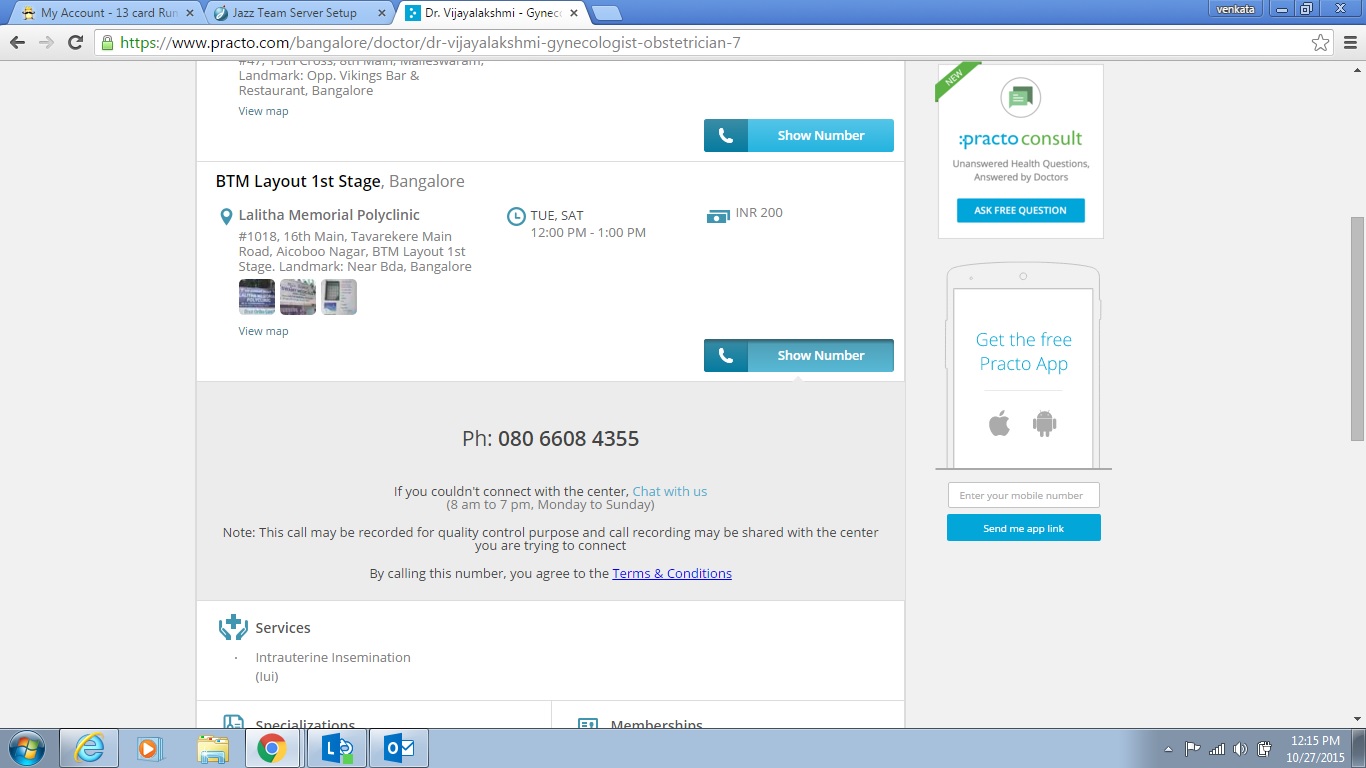 My Account - 13 card Run
Jazz Team Server Setup
Dr. Vijayalakshmi - Gynec
venkata
https://www.practo.com/bangalore/doctor/dr-vijayalakshmi-gynecologist-obstetrician-7
#47, 15th Cross, 8th Main, Malleswaram,
Landmark: Opp. Vikings Bar &
Restaurant, Bangalore
View map
Show Number
BTM Layout 1st Stage, Bangalore
Lalitha Memorial Polyclinic
#1018, 16th Main, Tavarekere Main
Road, Aicoboo Nagar, BTM Layout 1st
Stage. Landmark: Near Bda, Bangalore
View map
TUE, SAT
12:00 PM - 1:00 PM
INR 200
Show Number
Ph: 080 6608 4355
If you couldn't connect with the center, Chat with us
(8 am to 7 pm, Monday to Sunday)
Note: This call may be recorded for quality control purpose and call recording may be shared with the center
you are trying to connect
By calling this number, you agree to the Terms & Conditions
Services
· Intrauterine Insemination
(Iui)
Specializations
Memberships
NEW
:practo consult
Unanswered Health Questions,
Answered by Doctors
ASK FREE QUESTION
Get the free
Practo App
Enter your mobile number
Send me app link
12:15 PM
10/27/2015